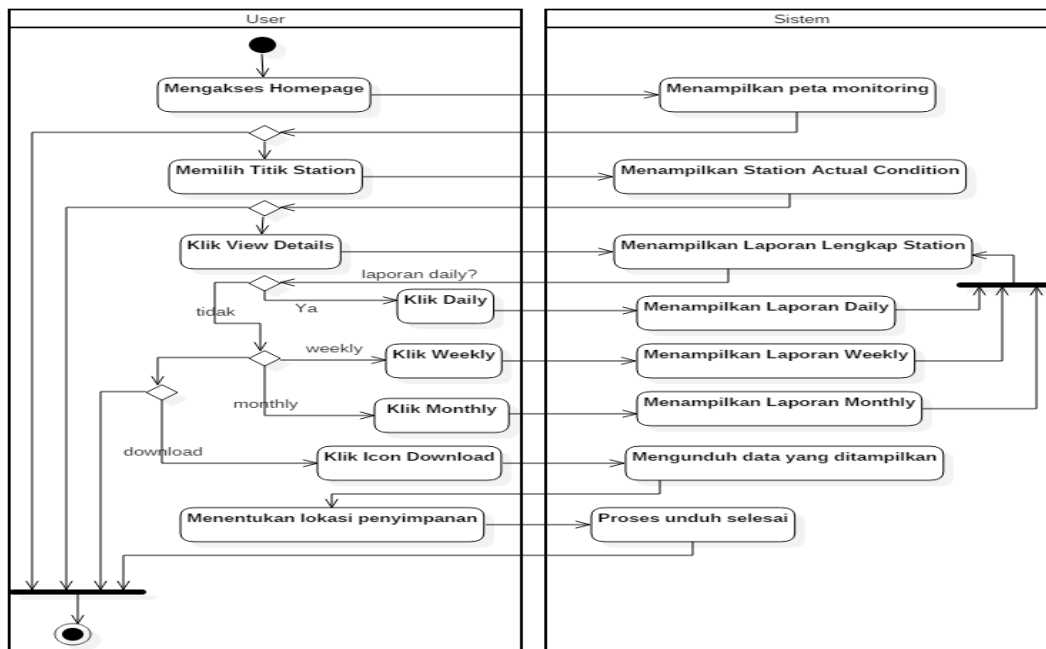 User
Sistem
Mengakses Homepage
Menampilkan peta monitoring
Memilih Titik Station
Menampilkan Station Actual Condition
Klik View Details
Menampilkan Laporan Lengkap Station
laporan daily?
Ya
Klik Daily
Menampilkan Laporan Daily
tidak
weekly
Klik Weekly
Menampilkan Laporan Weekly
monthly
Klik Monthly
Menampilkan Laporan Monthly
download
Klik Icon Download
Mengunduh data yang ditampilkan
Menentukan lokasi penyimpanan
Proses unduh selesai